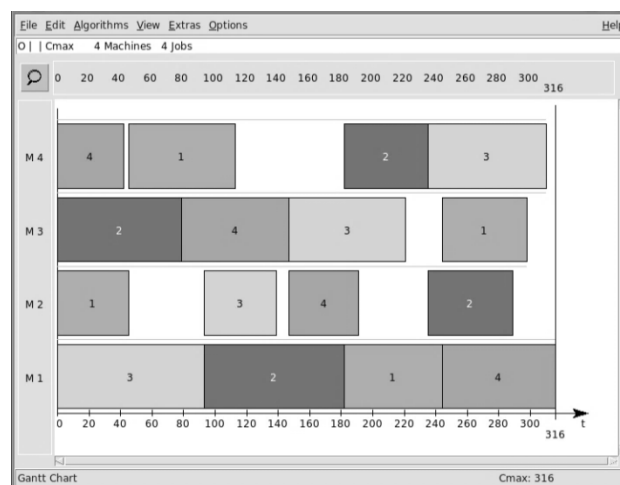 File Edit Algorithms View Extras Options Help
O | | Cmax 4 Machines 4 Jobs
0 20 40 60 80 100 120 140 160 180 200 220 240 260 280 300 316
M 4 4 1 2 3
M 3 2 4 3 1
M 2 1 3 4 2
M 1 3 2 1 4
0 20 40 60 80 100 120 140 160 180 200 220 240 260 280 300 t
316
Gantt Chart Cmax: 316